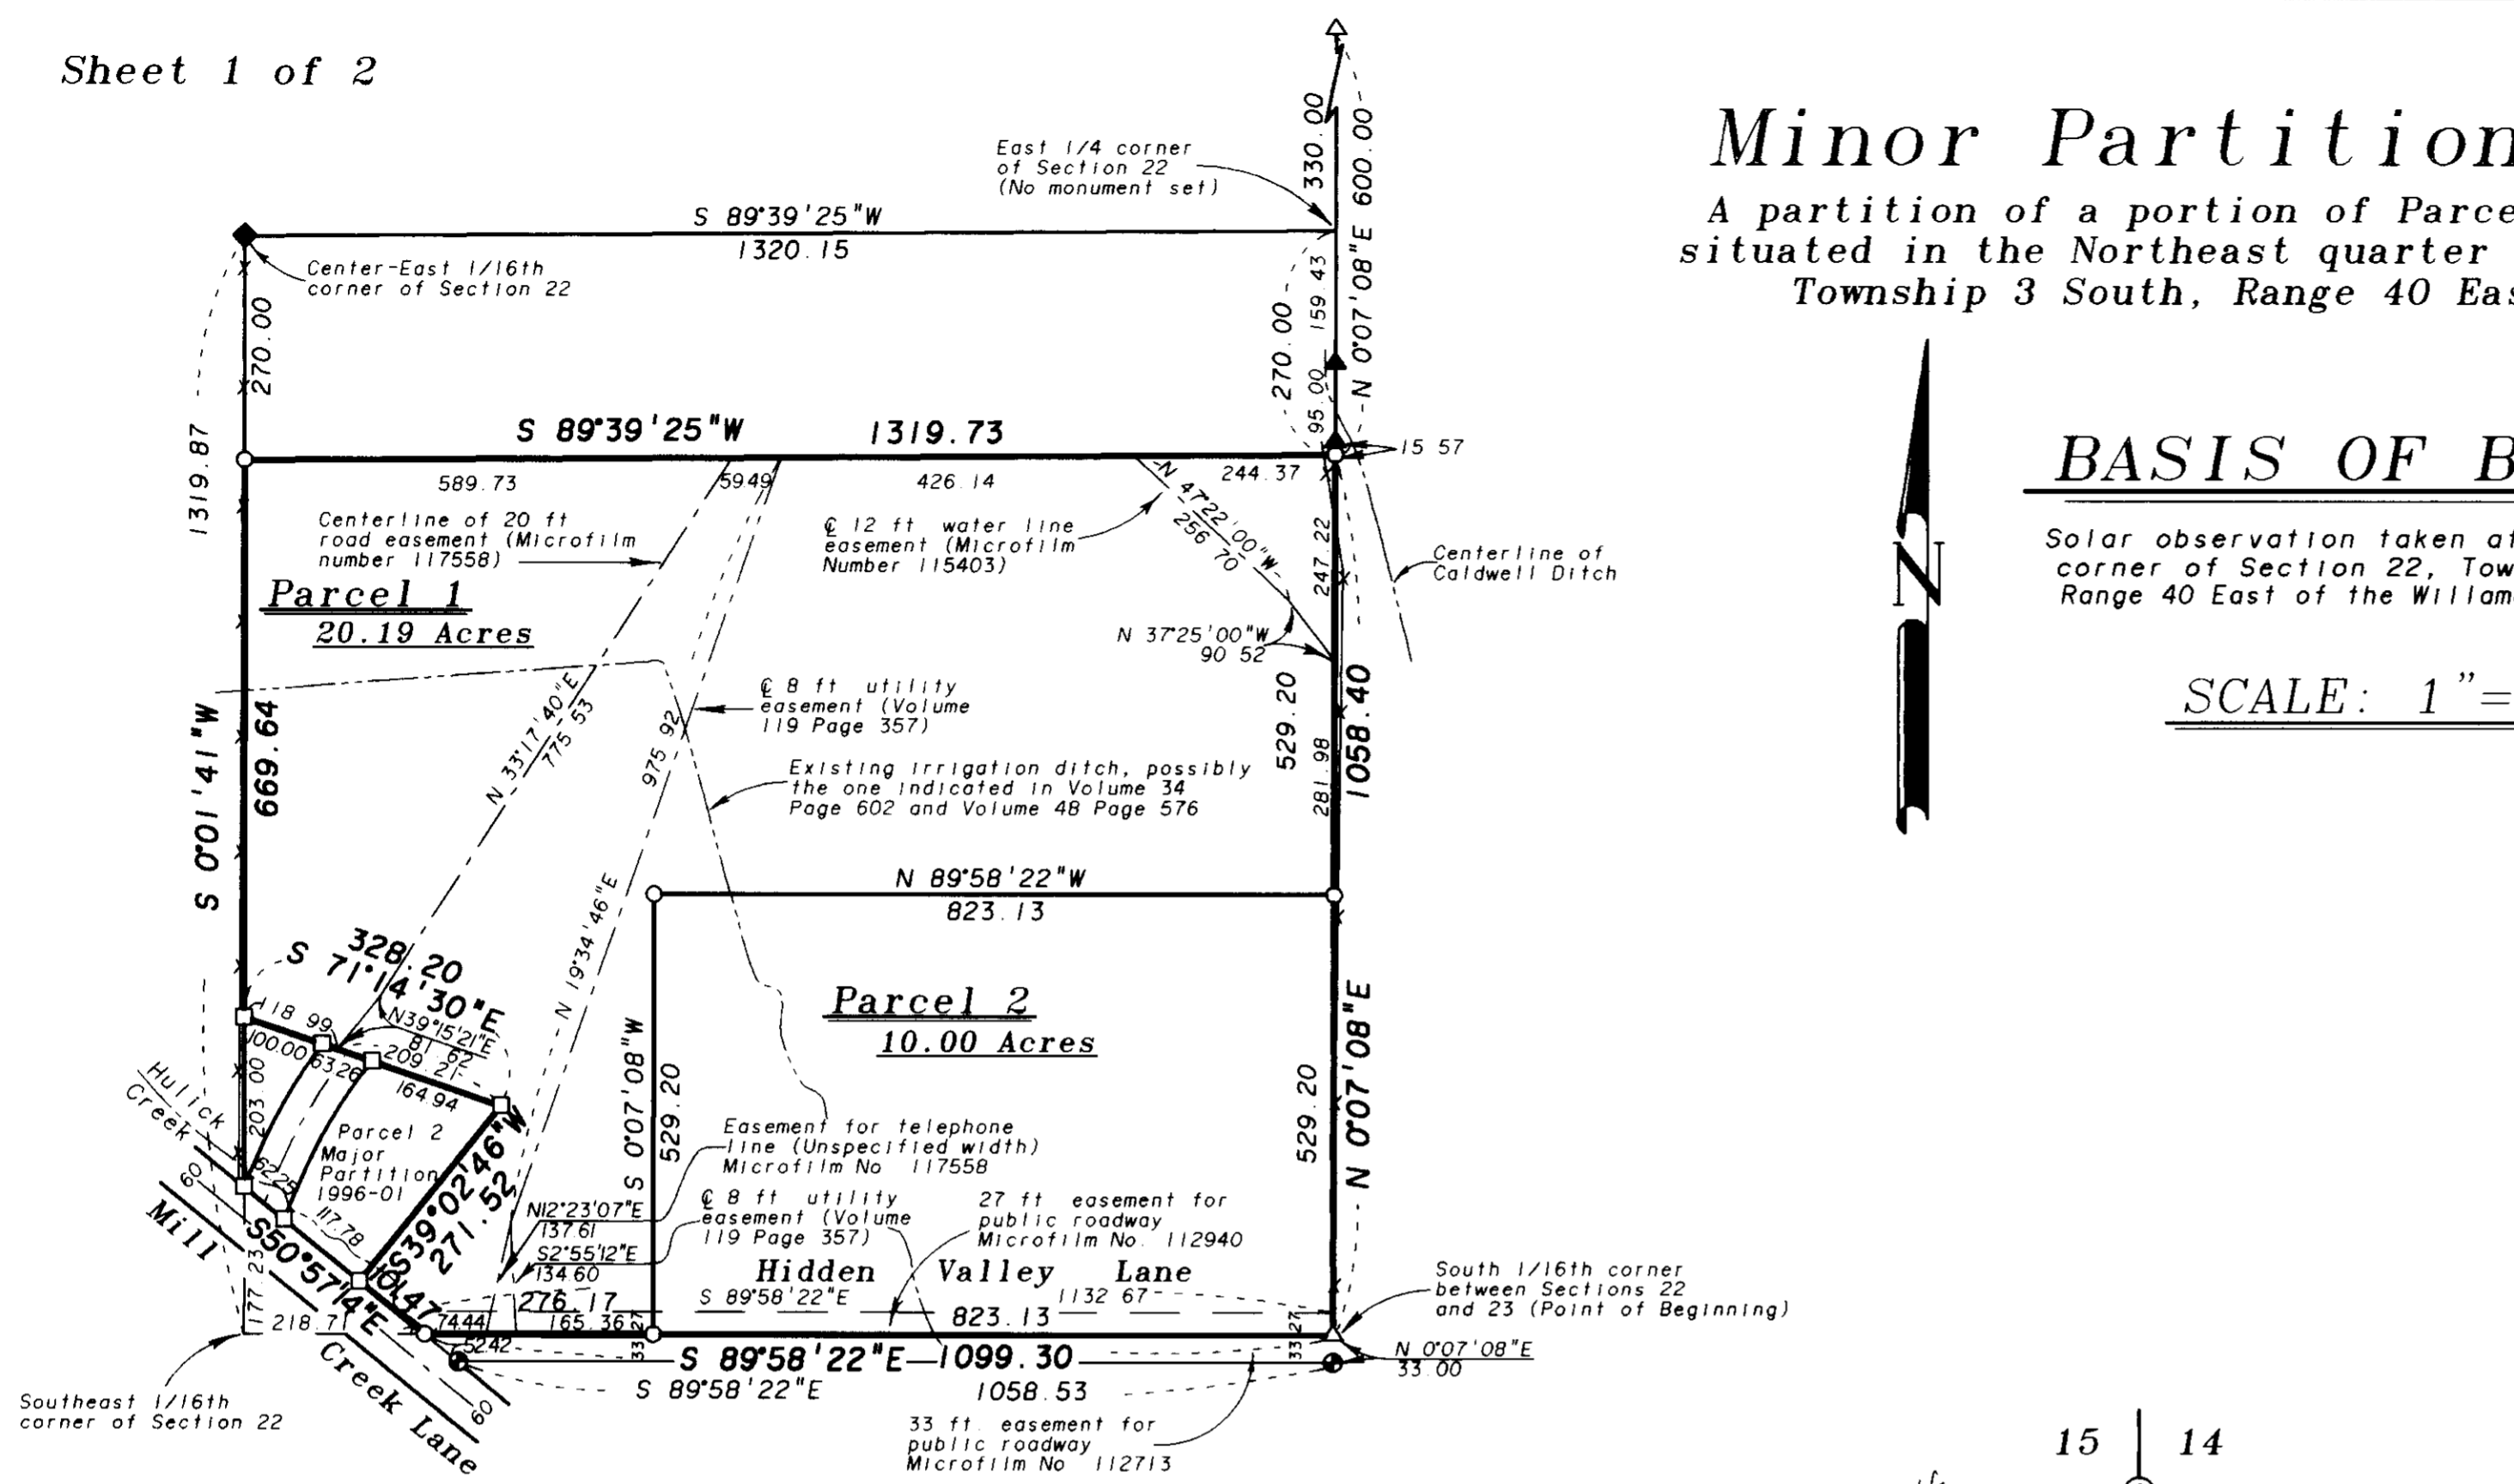 Sheet 1 of 2
Minor Partition
A partition of a portion of Parce
situated in the Northeast quarter
Township 3 South, Range 40 Eas
N
BASIS OF B
Solar observation taken at
corner of Section 22, Tow
Range 40 East of the Willam
SCALE: 1"=
East 1/4 corner
of Section 22
(No monument set)
330.00
N 0°07'08"E 600.00
S 89°39'25"W
1320.15
Center-East 1/16th
corner of Section 22
270.00
1319.87
270.00
159.43
95.00
15 57
S 89°39'25"W 1319.73
589.73
59.49
426.14
244.37
Centerline of 20 ft
road easement (Microfilm
number 117558)
℄ 12 ft water line
easement (Microfilm
Number 115403)
N 47°22'00"W
256 70
247.22
Centerline of
Caldwell Ditch
Parcel 1
20.19 Acres
N 37°25'00"W
90 52
S 0°01'41"W
669.64
N 33°17'40"E
775 53
975 92
℄ 8 ft utility
easement (Volume
119 Page 357)
529.20
1058.40
281.98
Existing irrigation ditch, possibly
the one indicated in Volume 34
Page 602 and Volume 48 Page 576
N 89°58'22"W
823.13
N 19°34'46"E
328.20
S 71°14'30"E
118 99
N39°15'21"E
81.62
100.00
63.26
209.21
164.94
203.00
Parcel 2
10.00 Acres
S 0°07'08"W
529.20
529.20
N 0°07'08"E
Hulick
Creek
Parcel 2
Major
Partition
1996-01
60
62.25
117.78
S39°02'46"W
271.52
Easement for telephone
line (Unspecified width)
Microfilm No 117558
N12°23'07"E
137.61
S2°55'12"E
134.60
℄ 8 ft utility
easement (Volume
119 Page 357)
27 ft easement for
public roadway
Microfilm No. 112940
Hidden Valley Lane
Mill Creek Lane
S50°57'14"E
101.47
177.23
218.71
276.17
S 89°58'22"E
1132 67
823.13
74.44
165.36
33.27
33.27
52.42
S 89°58'22"E 1099.30
S 89°58'22"E
1058.53
N 0°07'08"E
33.00
South 1/16th corner
between Sections 22
and 23 (Point of Beginning)
Southeast 1/16th
corner of Section 22
60
33 ft. easement for
public roadway
Microfilm No 112713
15 14